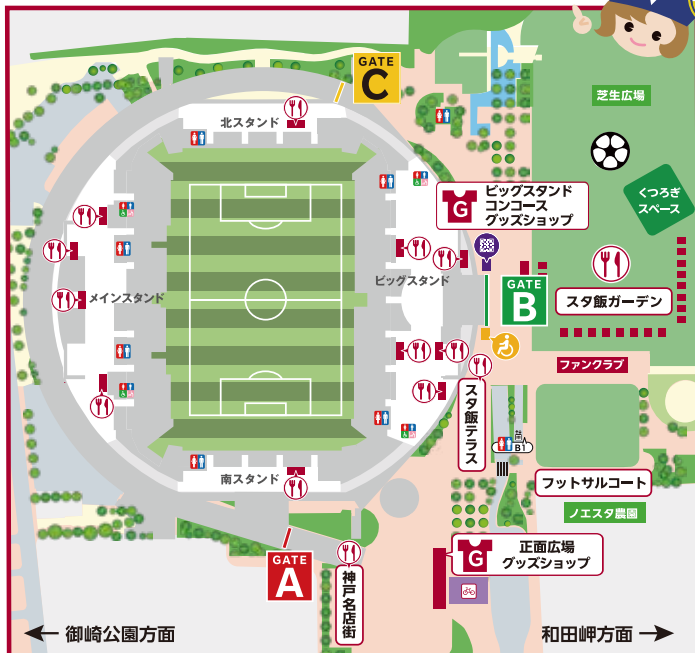 GATE
C
芝生広場
北スタンド
くつろぎ
スペース
G
ビッグスタンド
コンコース
グッズショップ
メインスタンド
ビッグスタンド
GATE
B
スタ飯ガーデン
ファンクラブ
スタ飯テラス
B1
南スタンド
フットサルコート
ノエスタ農園
GATE
A
神戸名店街
G
正面広場
グッズショップ
御崎公園方面
和田岬方面